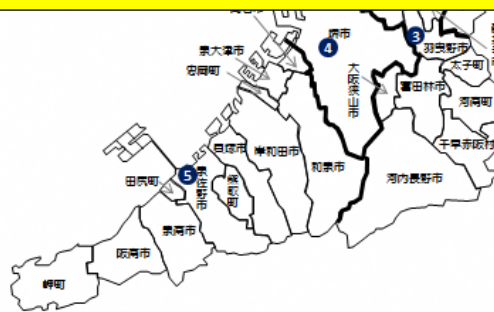 堺市
④
③
羽曳野市
太子町
泉大津市
忠岡町
大阪狭山市
富田林市
河南町
千早赤阪村
貝塚市
岸和田市
和泉市
河内長野市
⑤
泉佐野市
熊取町
田尻町
泉南市
阪南市
岬町